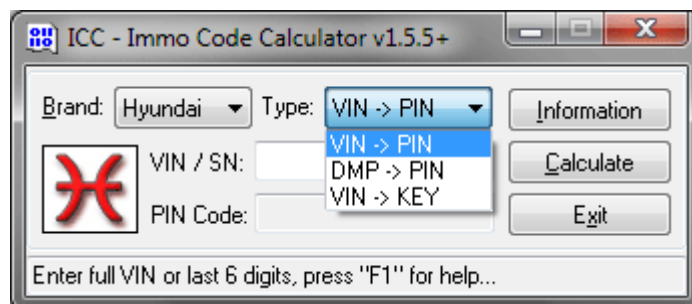 ICC - Immo Code Calculator v1.5.5+
Brand: Hyundai Type: VIN -> PIN Information
VIN -> PIN
DMP -> PIN
VIN -> KEY
VIN / SN: Calculate
PIN Code: Exit
Enter full VIN or last 6 digits, press "F1" for help...